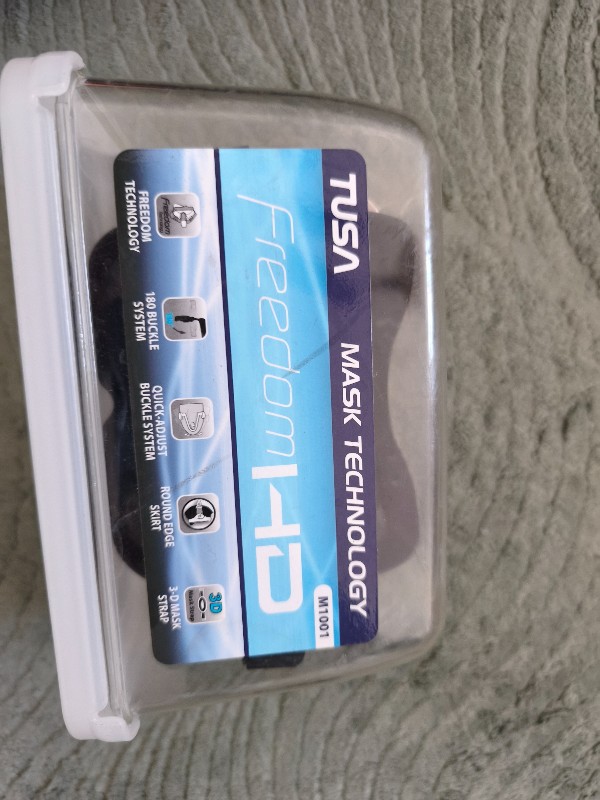 TUSA MASK TECHNOLOGY
M1001
freedom HD
FREEDOM
TECHNOLOGY
180 BUCKLE
SYSTEM
QUICK-ADJUST
BUCKLE SYSTEM
ROUND EDGE
SKIRT
3D
3-D MASK
STRAP